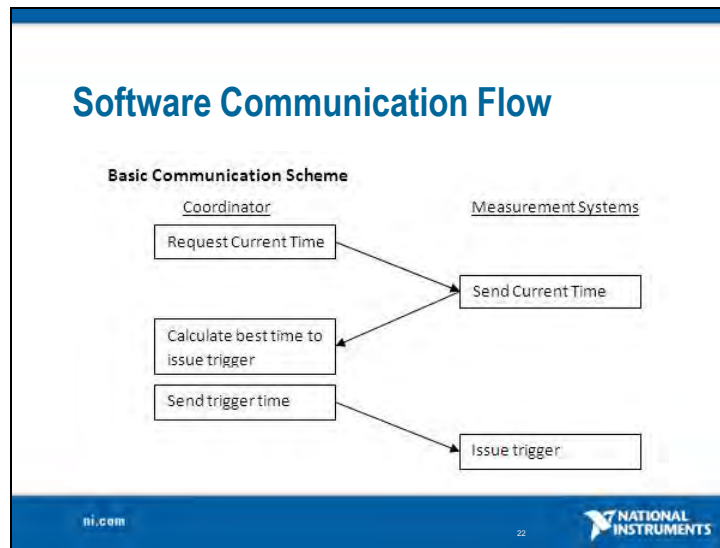 Software Communication Flow
Basic Communication Scheme
Coordinator
Measurement Systems
Request Current Time
Send Current Time
Calculate best time to
issue trigger
Send trigger time
Issue trigger
ni.com
22
NATIONAL
INSTRUMENTS